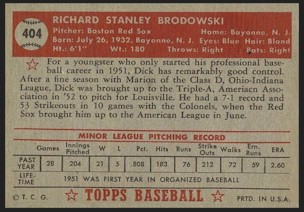 404
RICHARD STANLEY BRODOWSKI
Pitcher: Boston Red Sox Home: Bayonne, N. J.
Born: July 26, 1932, Bayonne, N.J. Eyes: Blue Hair: Blond
Ht.: 6'1" Wt.: 180 Throws: Right Bats: Right
For a youngster who only started his professional base-
ball career in 1951, Dick has remarkably good control.
After a fine season with Marion of the Class D, Ohio-Indiana
League, Dick was brought up to the Triple-A, American Association
in '52 to pitch for Louisville. He had a 7-1 record and
53 Strikeouts in 10 games with the Colonels, when the Red
Sox brought him up to the American League in June.
MINOR LEAGUE PITCHING RECORD
Games Innings Pitched W L Pct. Hits Runs Strike-outs Walks Earned Runs ERA
PAST YEAR 28 204 21 5 .808 183 76 212 72 59 2.60
LIFE-TIME 1951 WAS FIRST YEAR IN ORGANIZED BASEBALL
© T. C. G. TOPPS BASEBALL PRTD. IN U.S.A.